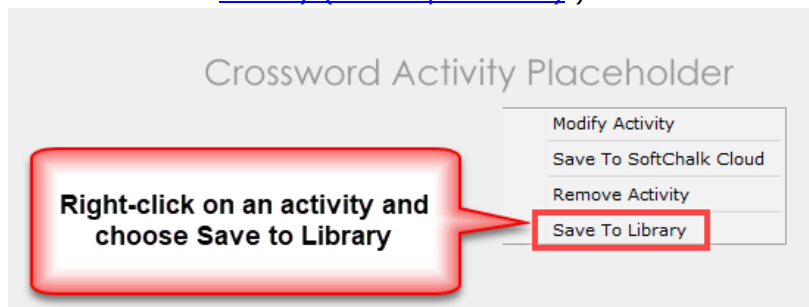 Crossword Activity Placeholder
Modify Activity
Save To SoftChalk Cloud
Remove Activity
Save To Library
Right-click on an activity and
choose Save to Library